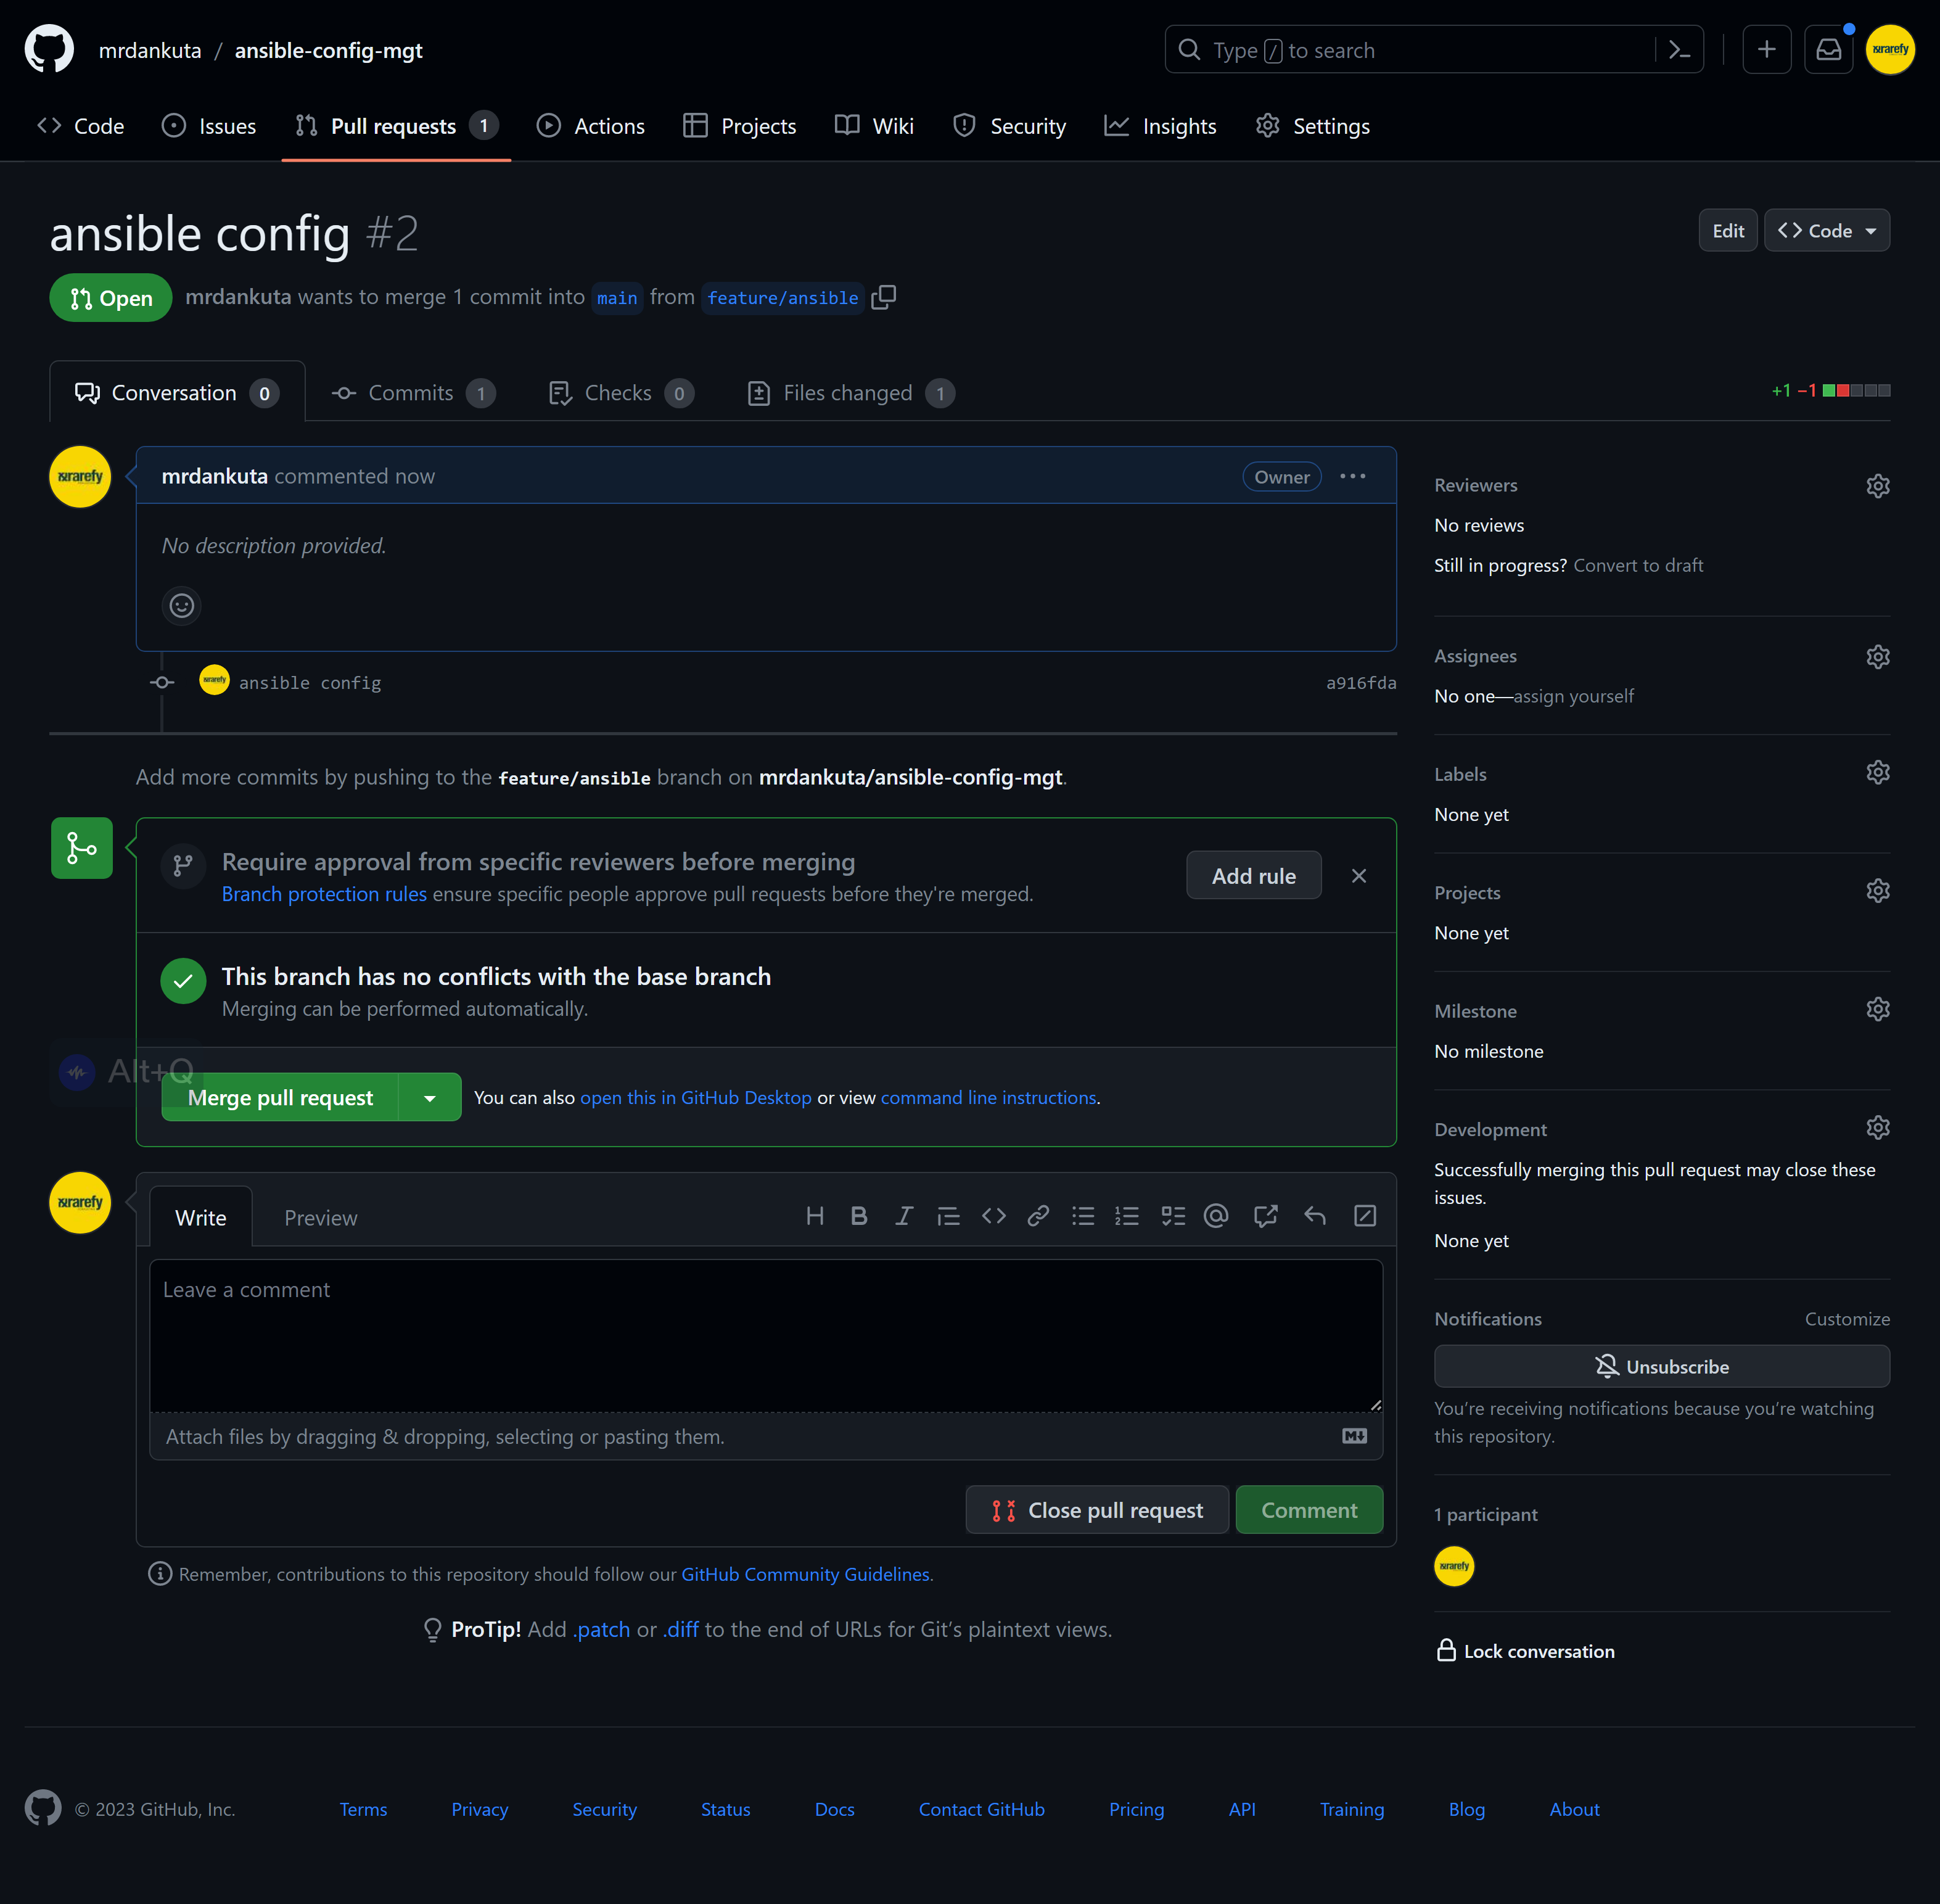 mrdankuta / ansible-config-mgt
Type / to search
Code Issues Pull requests 1 Actions Projects Wiki Security Insights Settings
ansible config #2
Edit Code
Open mrdankuta wants to merge 1 commit into main from feature/ansible
Conversation 0 Commits 1 Checks 0 Files changed 1
+1 −1
mrdankuta commented now
Owner
No description provided.
ansible config
a916fda
Add more commits by pushing to the feature/ansible branch on mrdankuta/ansible-config-mgt.
Require approval from specific reviewers before merging
Branch protection rules ensure specific people approve pull requests before they're merged.
Add rule
This branch has no conflicts with the base branch
Merging can be performed automatically.
Alt+Q
Merge pull request
You can also open this in GitHub Desktop or view command line instructions.
Write Preview
Leave a comment
Attach files by dragging & dropping, selecting or pasting them.
Close pull request Comment
Remember, contributions to this repository should follow our GitHub Community Guidelines.
ProTip! Add .patch or .diff to the end of URLs for Git’s plaintext views.
Reviewers
No reviews
Still in progress? Convert to draft
Assignees
No one—assign yourself
Labels
None yet
Projects
None yet
Milestone
No milestone
Development
Successfully merging this pull request may close these
issues.
None yet
Notifications Customize
Unsubscribe
You’re receiving notifications because you’re watching
this repository.
1 participant
Lock conversation
© 2023 GitHub, Inc. Terms Privacy Security Status Docs Contact GitHub Pricing API Training Blog About